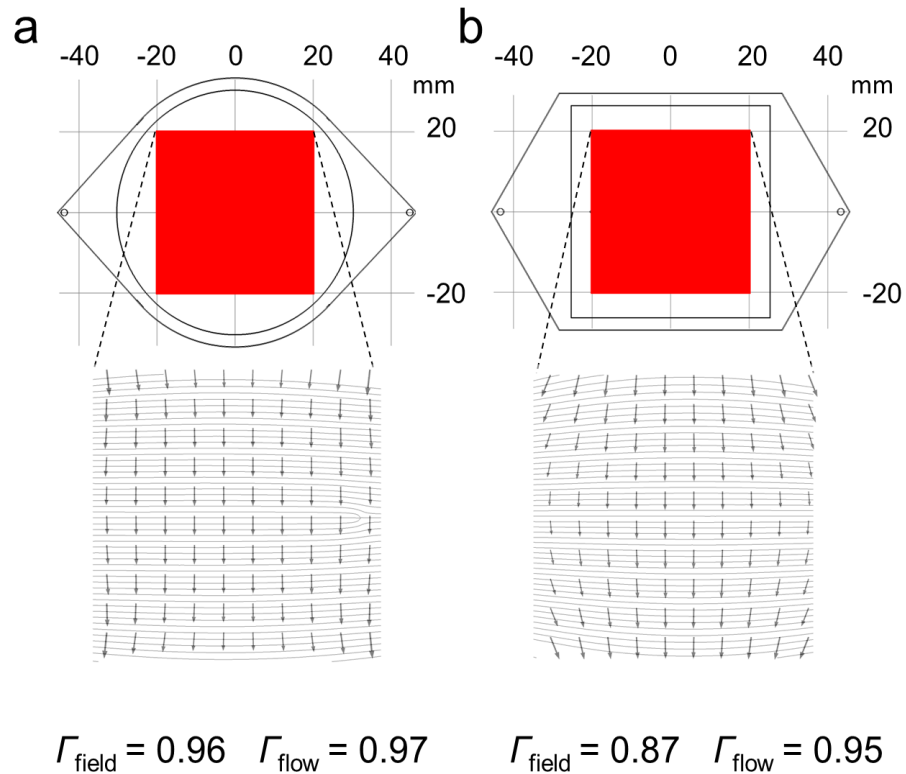 a
-40 -20 0 20 40
mm
20
-20
Γfield = 0.96 Γflow = 0.97
b
-40 -20 0 20 40
mm
20
-20
Γfield = 0.87 Γflow = 0.95